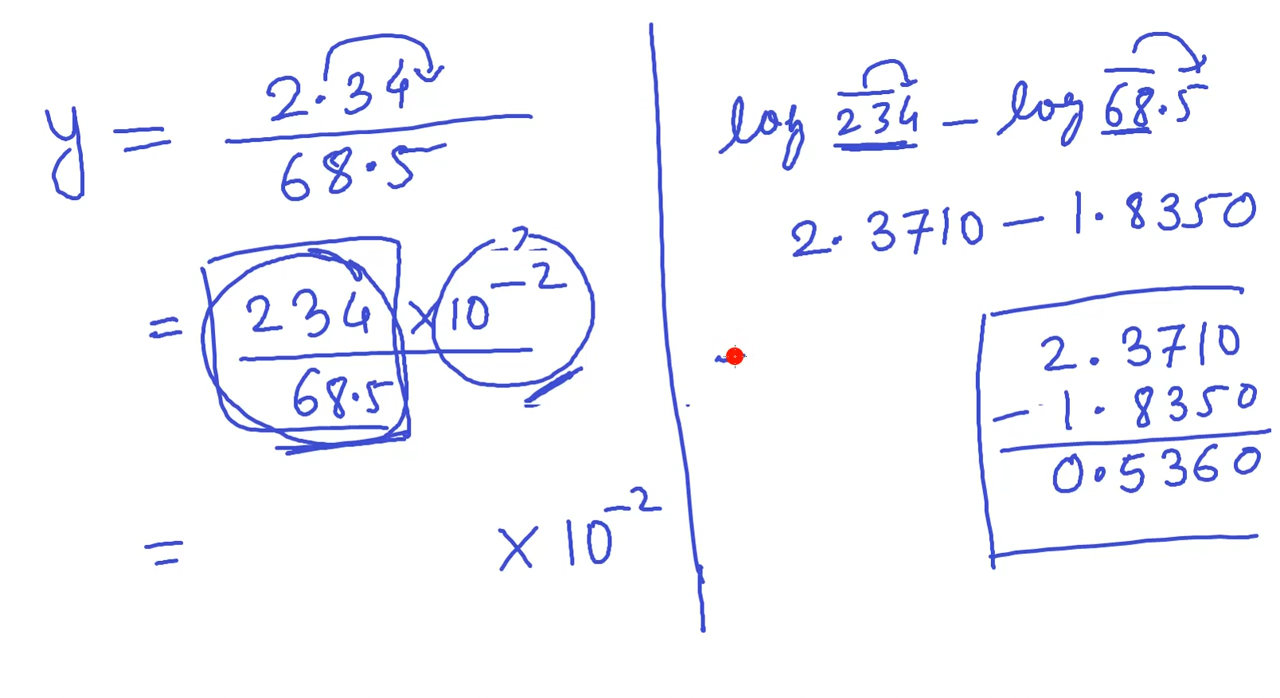 y = 2.34 / 68.5
= 234 / 68.5 × 10^-2
= × 10^-2
log 234 - log 68.5
2.3710 - 1.8350
2.3710
- 1.8350
0.5360